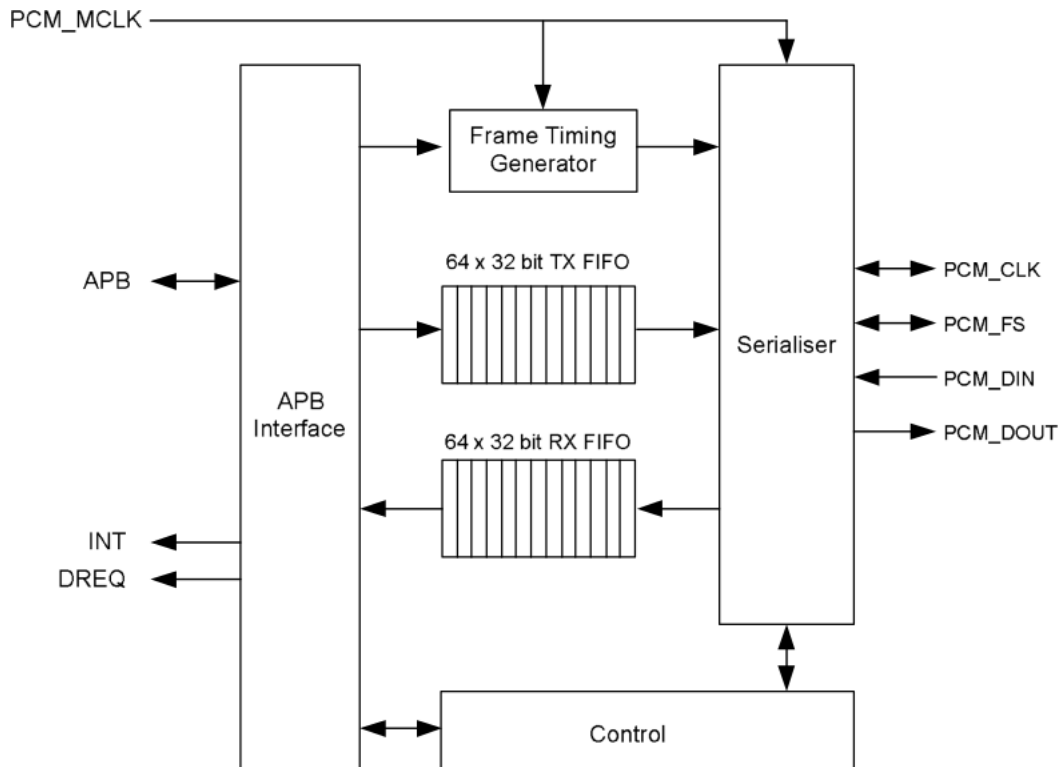 PCM_MCLK
Frame Timing
Generator
64 x 32 bit TX FIFO
APB
PCM_CLK
PCM_FS
Serialiser
PCM_DIN
APB
Interface
PCM_DOUT
64 x 32 bit RX FIFO
INT
DREQ
Control